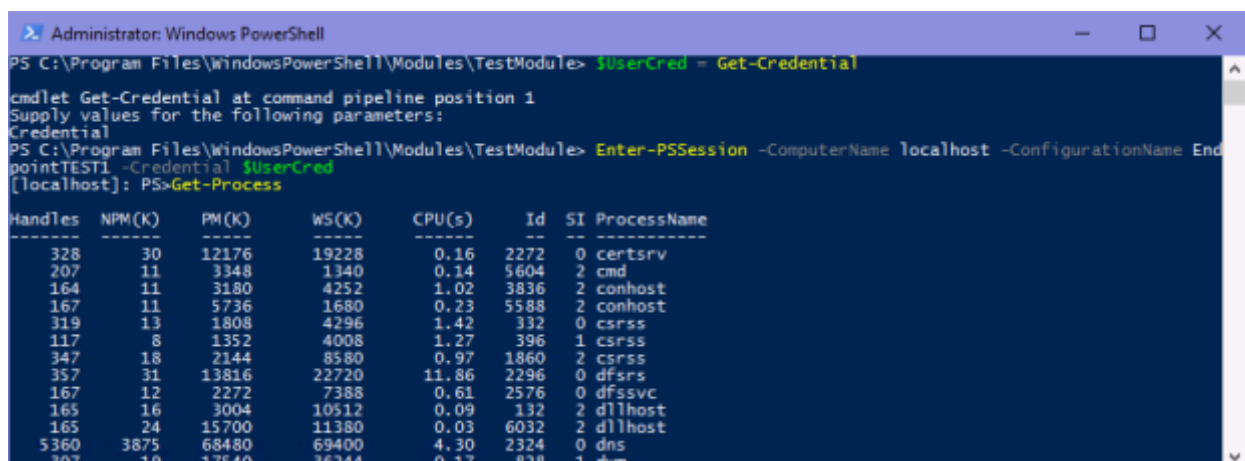 Administrator: Windows PowerShell
PS C:\Program Files\WindowsPowerShell\Modules\TestModule> $UserCred = Get-Credential
cmdlet Get-Credential at command pipeline position 1
Supply values for the following parameters:
Credential
PS C:\Program Files\WindowsPowerShell\Modules\TestModule> Enter-PSSession -ComputerName localhost -ConfigurationName End
pointTEST1 -Credential $UserCred
[localhost]: PS>Get-Process
Handles NPM(K) PM(K) WS(K) CPU(s) Id SI ProcessName
------- ------ ----- ----- ------ -- -- -----------
328 30 12176 19228 0.16 2272 0 certsrv
207 11 3348 1340 0.14 5604 2 cmd
164 11 3180 4252 1.02 3836 2 conhost
167 11 5736 1680 0.23 5588 2 conhost
319 13 1808 4296 1.42 332 0 csrss
117 8 1352 4008 1.27 396 1 csrss
347 18 2144 8580 0.97 1860 2 csrss
357 31 13816 22720 11.86 2296 0 dfsrs
167 12 2272 7388 0.61 2576 0 dfssvc
165 16 3004 10512 0.09 132 2 dllhost
165 24 15700 11380 0.03 6032 2 dllhost
5360 3875 68480 69400 4.30 2324 0 dns